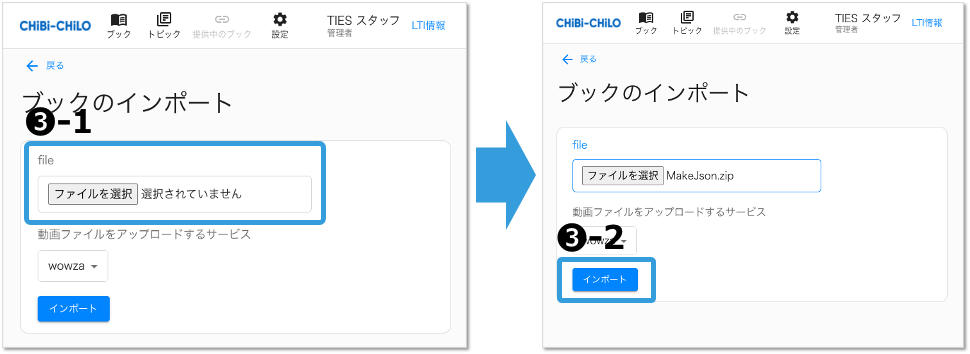 CHiBi-CHiLO
ブック
トピック
提供中のブック
設定
TIES スタッフ
管理者
LTI情報
戻る
ブックのインポート
❸-1
file
ファイルを選択 選択されていません
動画ファイルをアップロードするサービス
wowza
インポート
CHiBi-CHiLO
ブック
トピック
提供中のブック
設定
TIES スタッフ
管理者
LTI情報
戻る
ブックのインポート
file
ファイルを選択 MakeJson.zip
動画ファイルをアップロードするサービス
❸-2
インポート